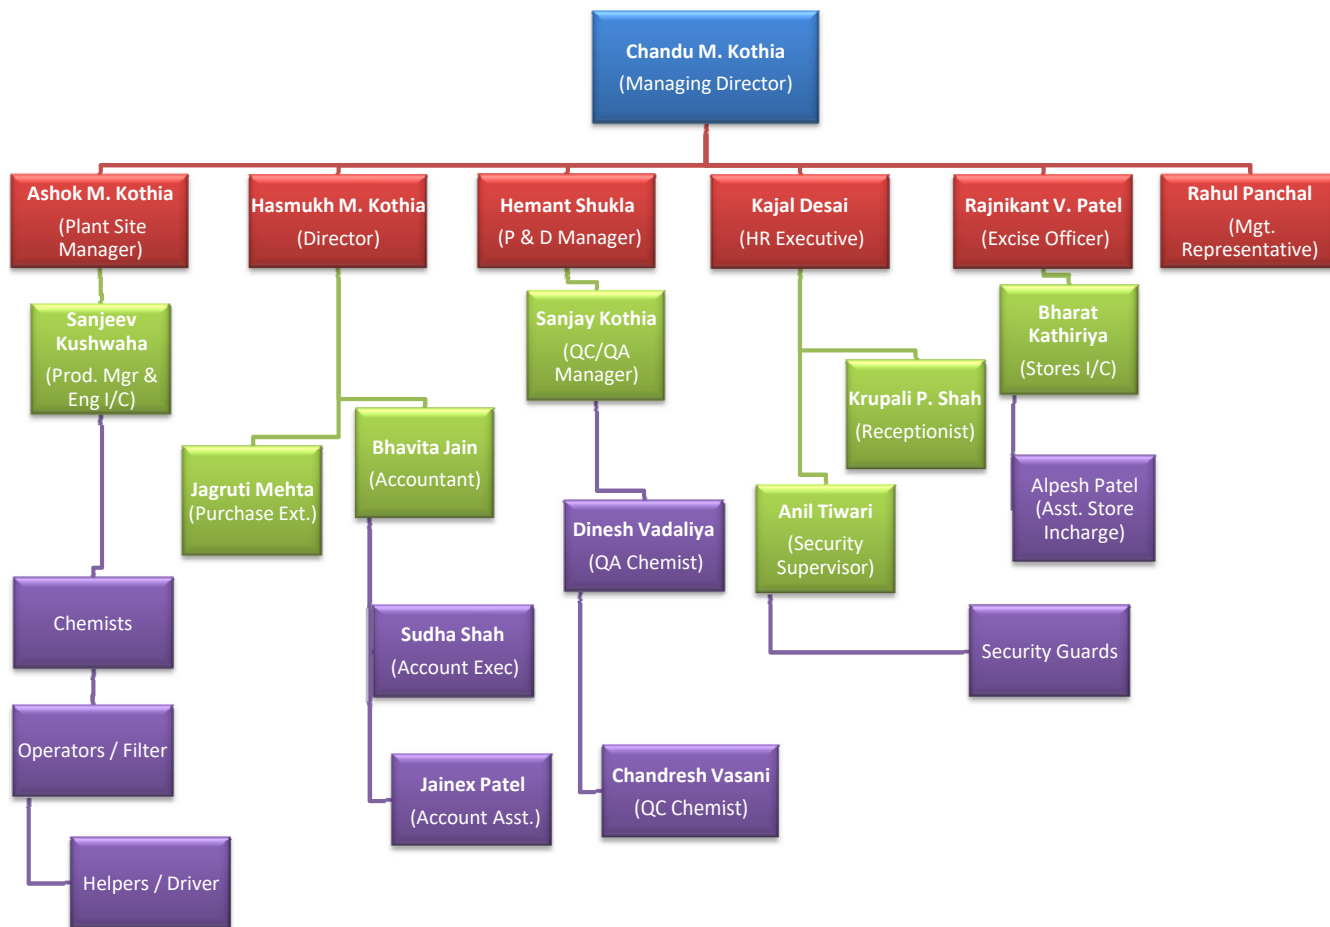 Chandu M. Kothia
(Managing Director)
Ashok M. Kothia
(Plant Site
Manager)
Hasmukh M. Kothia
(Director)
Hemant Shukla
(P & D Manager)
Kajal Desai
(HR Executive)
Rajnikant V. Patel
(Excise Officer)
Rahul Panchal
(Mgt.
Representative)
Sanjeev
Kushwaha
(Prod. Mgr &
Eng I/C)
Sanjay Kothia
(QC/QA
Manager)
Bharat
Kathiriya
(Stores I/C)
Krupali P. Shah
(Receptionist)
Bhavita Jain
(Accountant)
Jagruti Mehta
(Purchase Ext.)
Alpesh Patel
(Asst. Store
Incharge)
Anil Tiwari
(Security
Supervisor)
Dinesh Vadaliya
(QA Chemist)
Chemists
Sudha Shah
(Account Exec)
Security Guards
Operators / Filter
Jainex Patel
(Account Asst.)
Chandresh Vasani
(QC Chemist)
Helpers / Driver